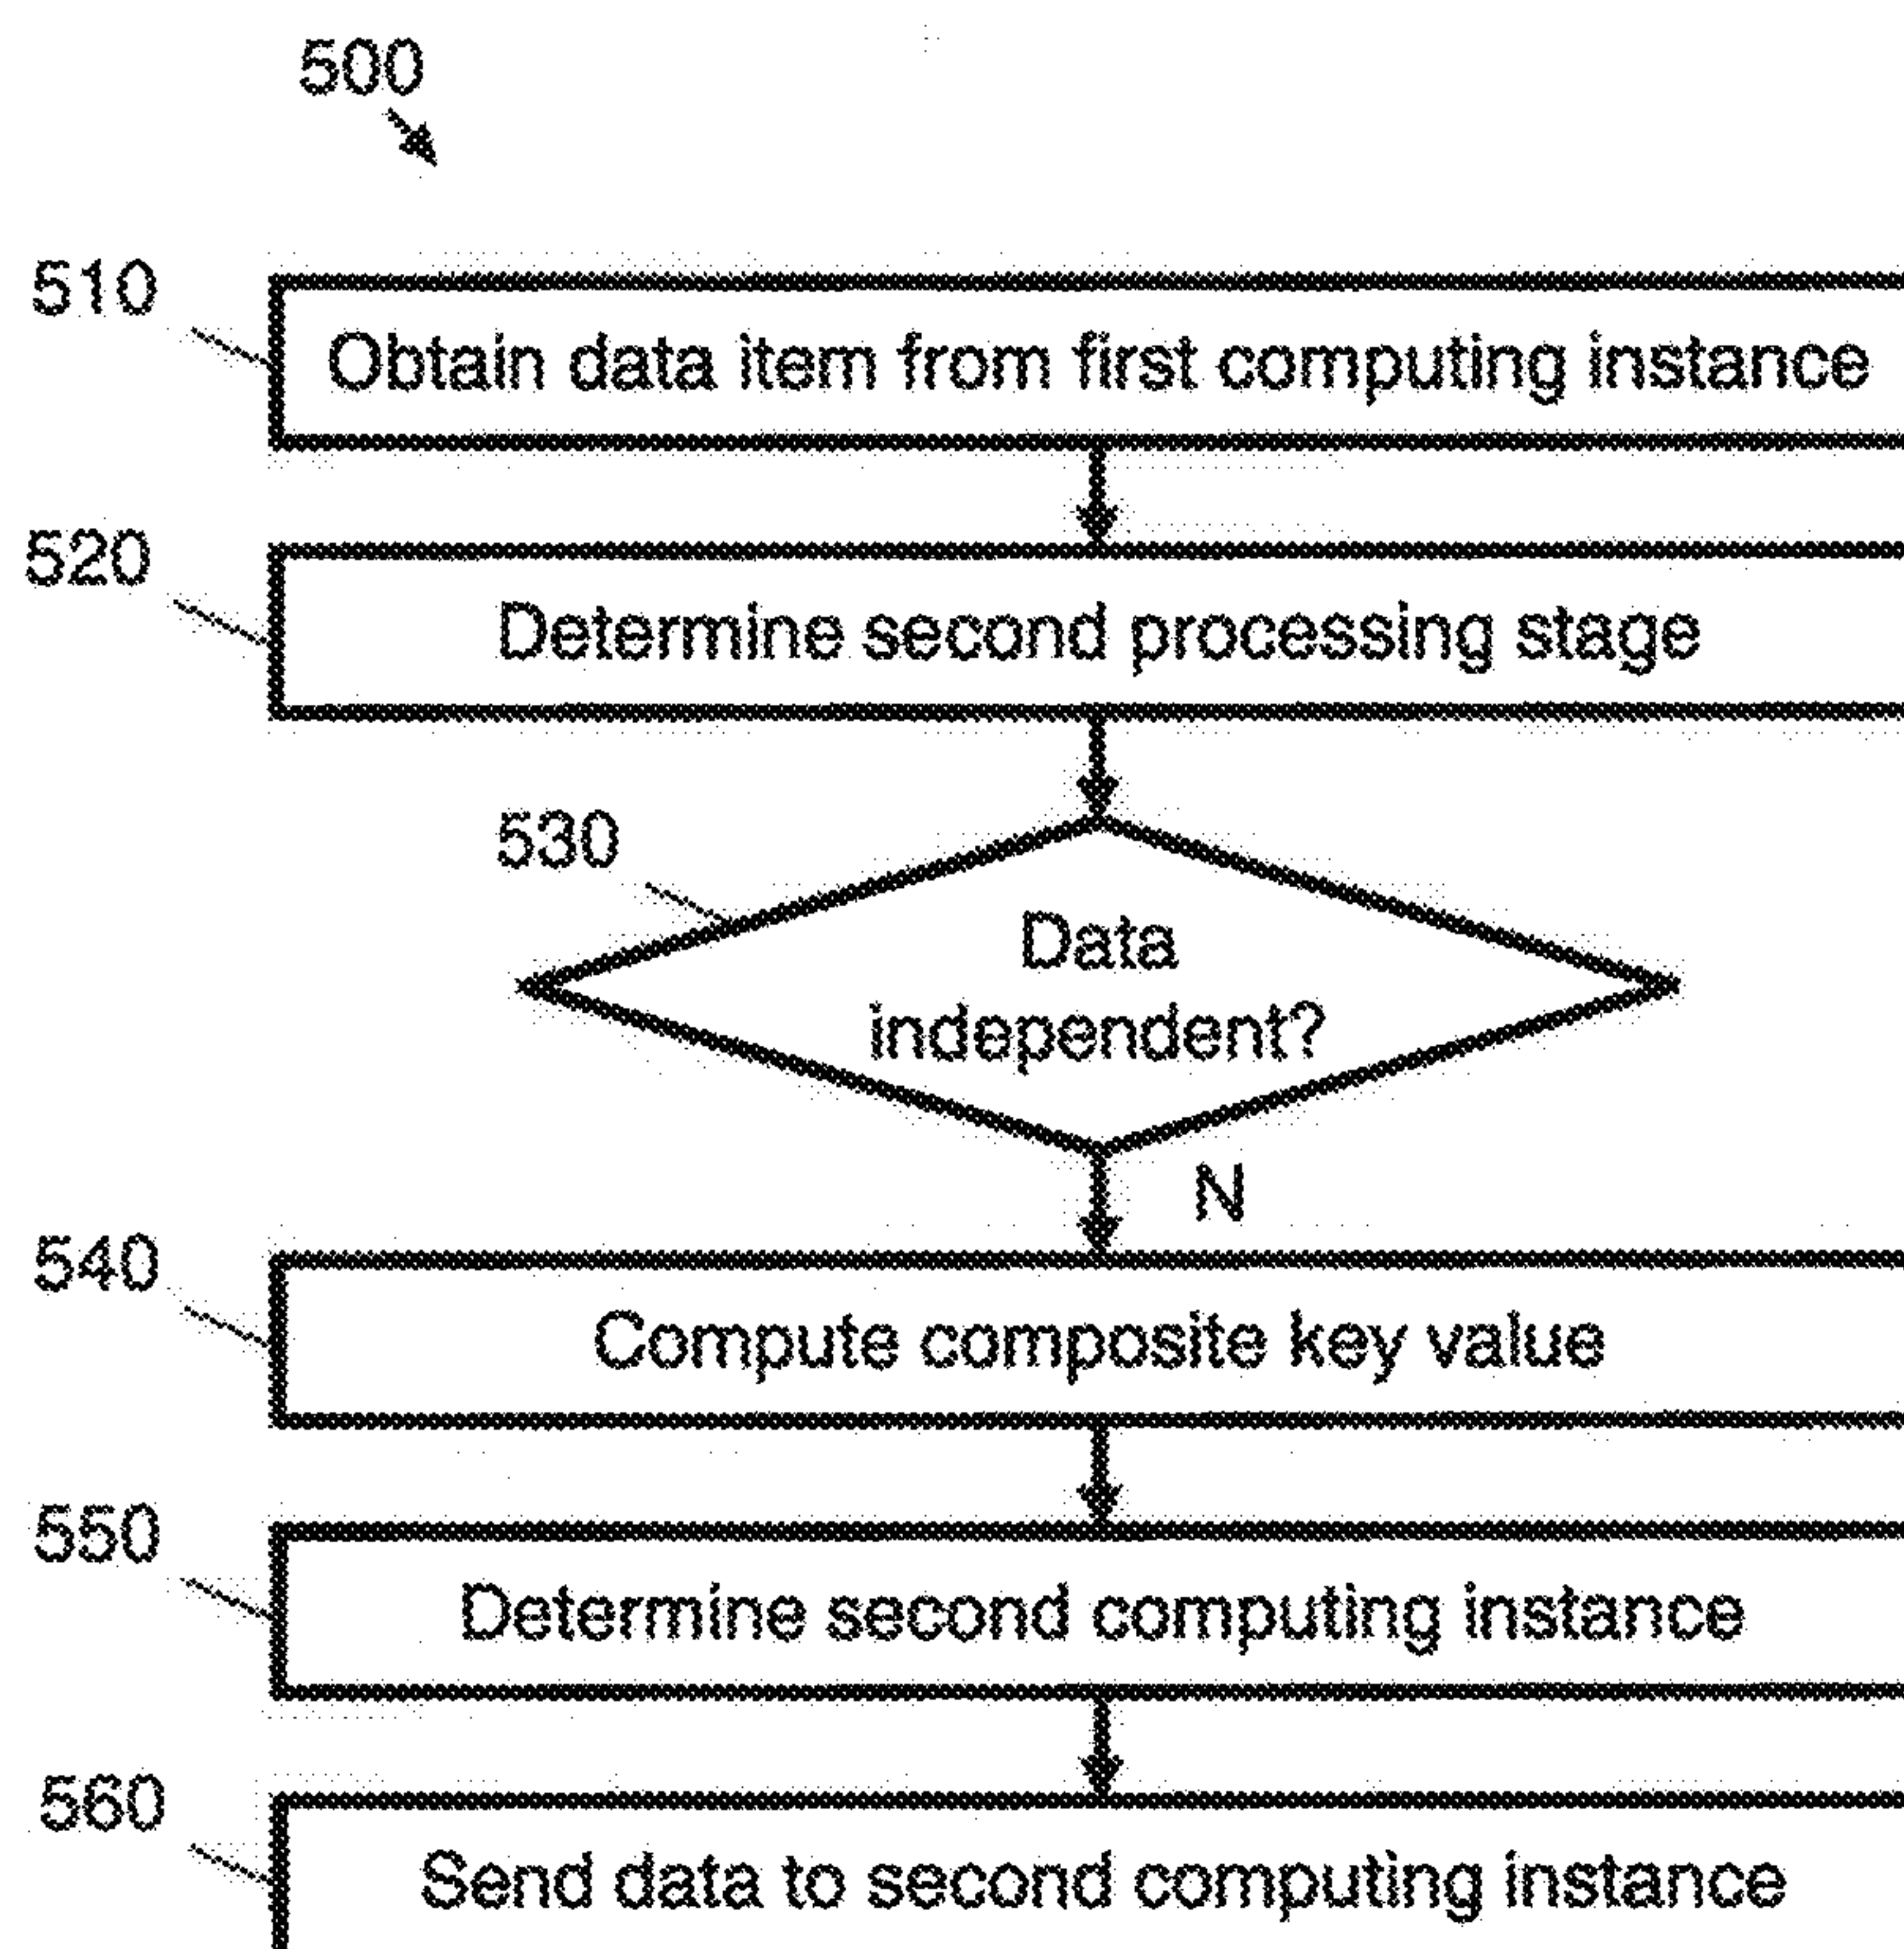 500
510
Obtain data item from first computing instance
520
Determine second processing stage
530
Data
independent?
N
540
Compute composite key value
550
Determine second computing instance
560
Send data to second computing instance